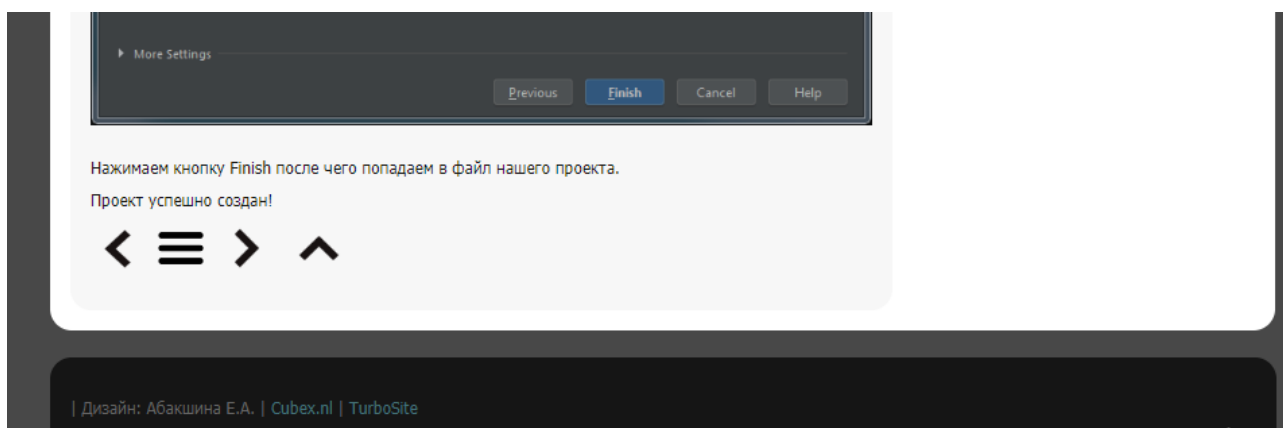 More Settings
Previous Finish Cancel Help
Нажимаем кнопку Finish после чего попадаем в файл нашего проекта.
Проект успешно создан!
| Дизайн: Абакшина Е.А. | Cubex.nl | TurboSite